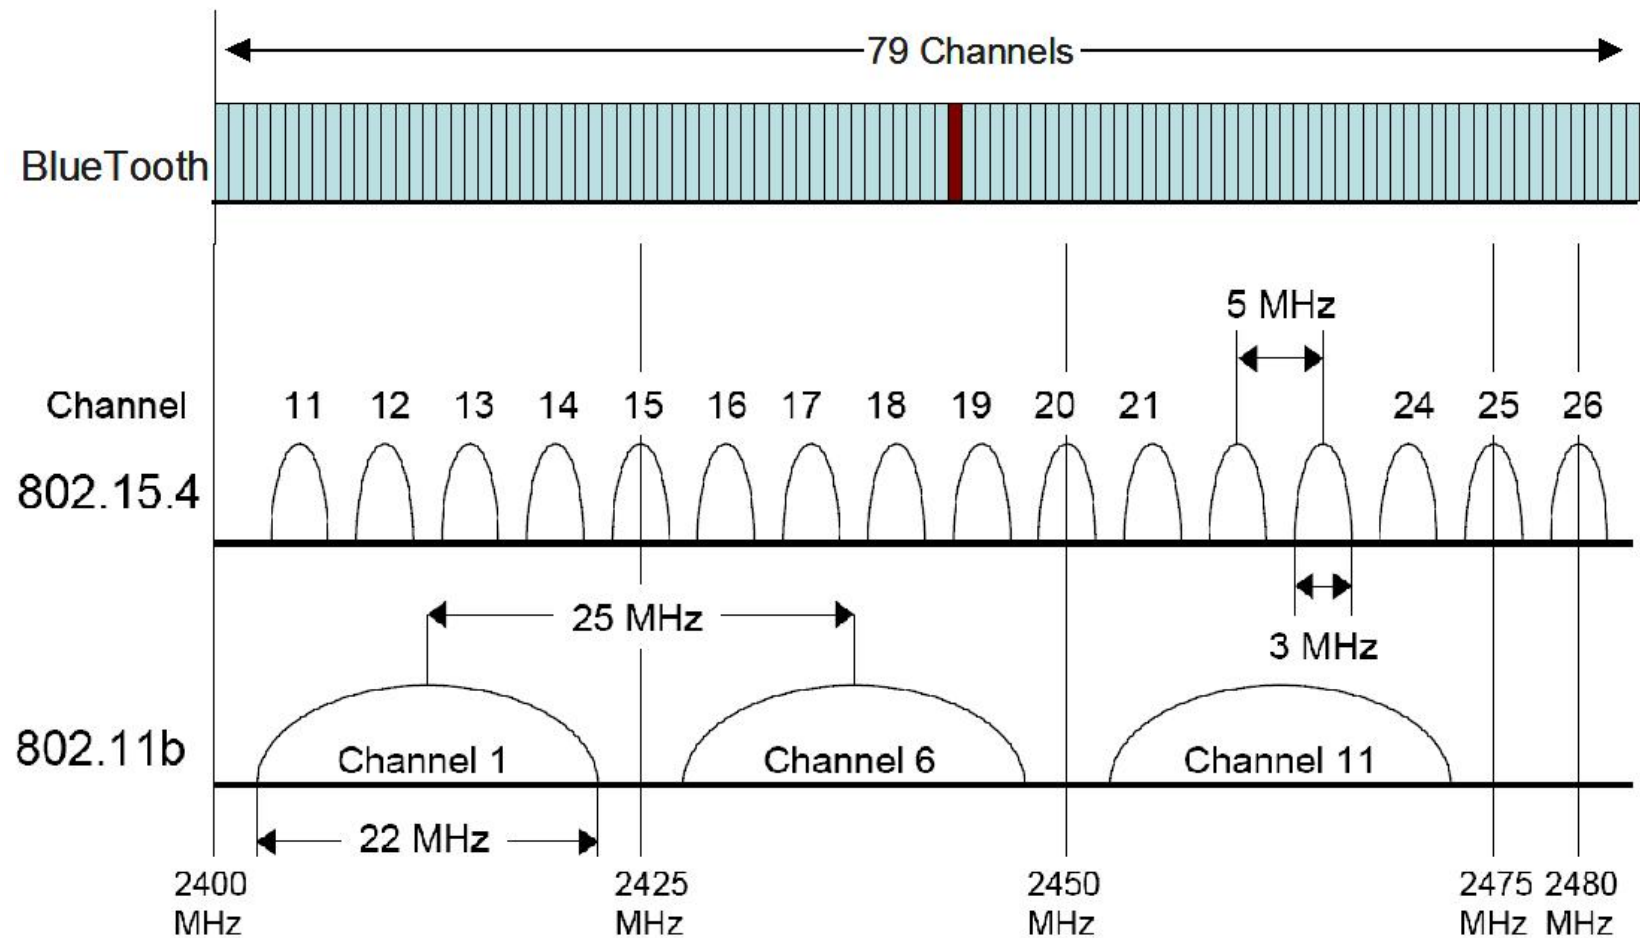 79 Channels
BlueTooth
5 MHz
Channel 11 12 13 14 15 16 17 18 19 20 21 24 25 26
802.15.4
25 MHz
3 MHz
802.11b
Channel 1
Channel 6
Channel 11
22 MHz
2400 MHz
2425 MHz
2450 MHz
2475 MHz
2480 MHz